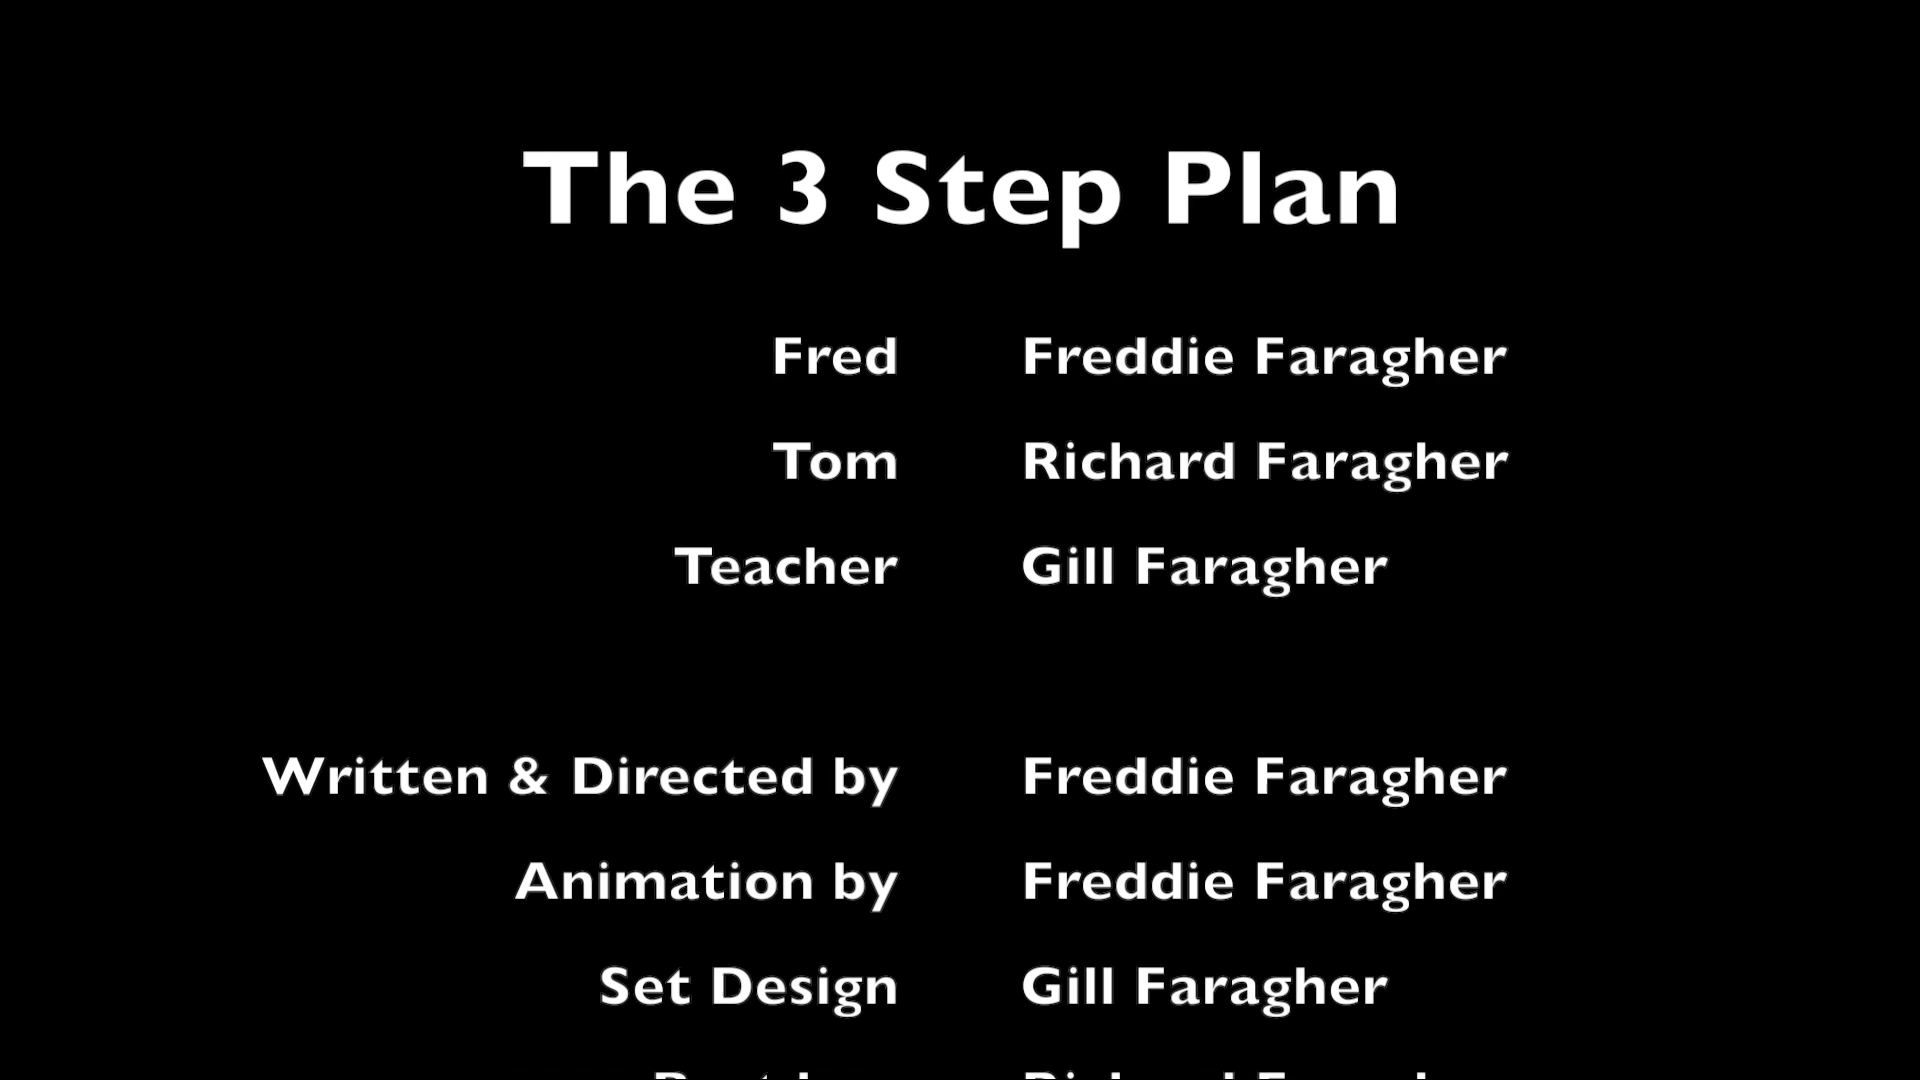 The 3 Step Plan
Fred Freddie Faragher
Tom Richard Faragher
Teacher Gill Faragher
Written & Directed by Freddie Faragher
Animation by Freddie Faragher
Set Design Gill Faragher